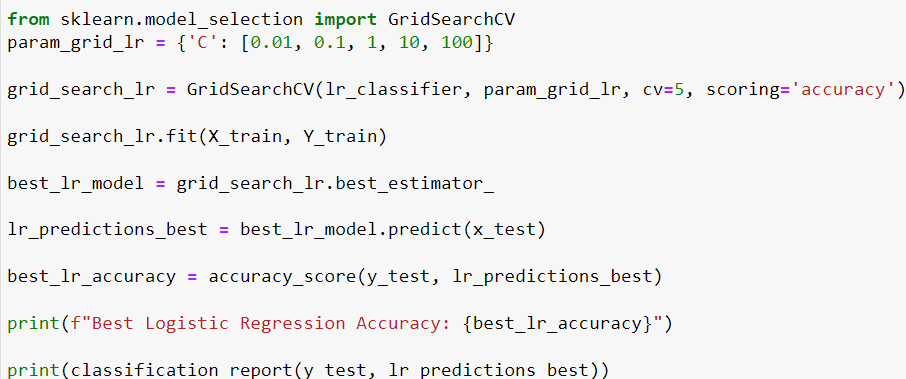 from sklearn.model_selection import GridSearchCV
param_grid_lr = {'C': [0.01, 0.1, 1, 10, 100]}
grid_search_lr = GridSearchCV(lr_classifier, param_grid_lr, cv=5, scoring='accuracy')
grid_search_lr.fit(X_train, Y_train)
best_lr_model = grid_search_lr.best_estimator_
lr_predictions_best = best_lr_model.predict(x_test)
best_lr_accuracy = accuracy_score(y_test, lr_predictions_best)
print(f"Best Logistic Regression Accuracy: {best_lr_accuracy}")
print(classification_report(y_test, lr_predictions_best))